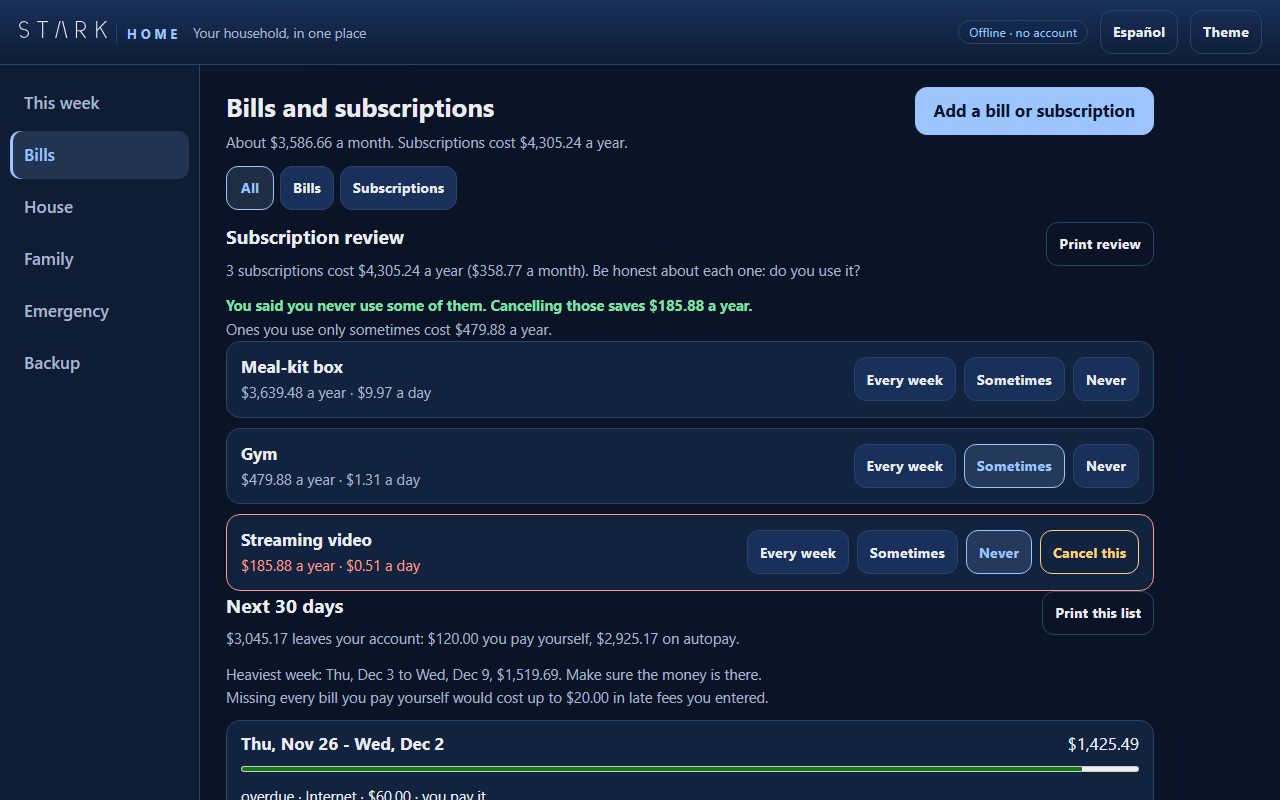 STARK HOME Your household, in one place
Offline · no account
Español
Theme
This week
Bills
House
Family
Emergency
Backup
Bills and subscriptions
Add a bill or subscription
About $3,586.66 a month. Subscriptions cost $4,305.24 a year.
All
Bills
Subscriptions
Subscription review
Print review
3 subscriptions cost $4,305.24 a year ($358.77 a month). Be honest about each one: do you use it?
You said you never use some of them. Cancelling those saves $185.88 a year.
Ones you use only sometimes cost $479.88 a year.
Meal-kit box
$3,639.48 a year · $9.97 a day
Every week
Sometimes
Never
Gym
$479.88 a year · $1.31 a day
Every week
Sometimes
Never
Streaming video
$185.88 a year · $0.51 a day
Every week
Sometimes
Never
Cancel this
Next 30 days
Print this list
$3,045.17 leaves your account: $120.00 you pay yourself, $2,925.17 on autopay.
Heaviest week: Thu, Dec 3 to Wed, Dec 9, $1,519.69. Make sure the money is there.
Missing every bill you pay yourself would cost up to $20.00 in late fees you entered.
Thu, Nov 26 - Wed, Dec 2
$1,425.49
overdue · Internet · $60.00 · you pay it